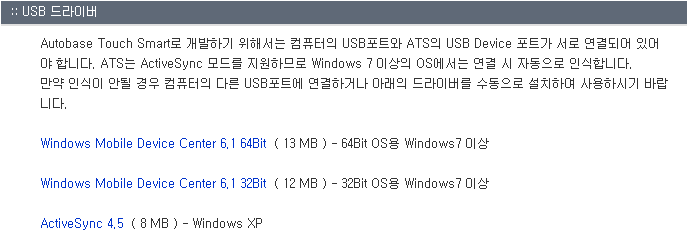 :: USB 드라이버
Autobase Touch Smart로 개발하기 위해서는 컴퓨터의 USB포트와 ATS의 USB Device 포트가 서로 연결되어 있어
야 합니다. ATS는 ActiveSync 모드를 지원하므로 Windows 7 이상의 OS에서는 연결 시 자동으로 인식합니다.
만약 인식이 안될 경우 컴퓨터의 다른 USB포트에 연결하거나 아래의 드라이버를 수동으로 설치하여 사용하시기 바랍
니다.
Windows Mobile Device Center 6.1 64Bit ( 13 MB ) - 64Bit OS용 Windows7 이상
Windows Mobile Device Center 6.1 32Bit ( 12 MB ) - 32Bit OS용 Windows7 이상
ActiveSync 4.5 ( 8 MB ) - Windows XP